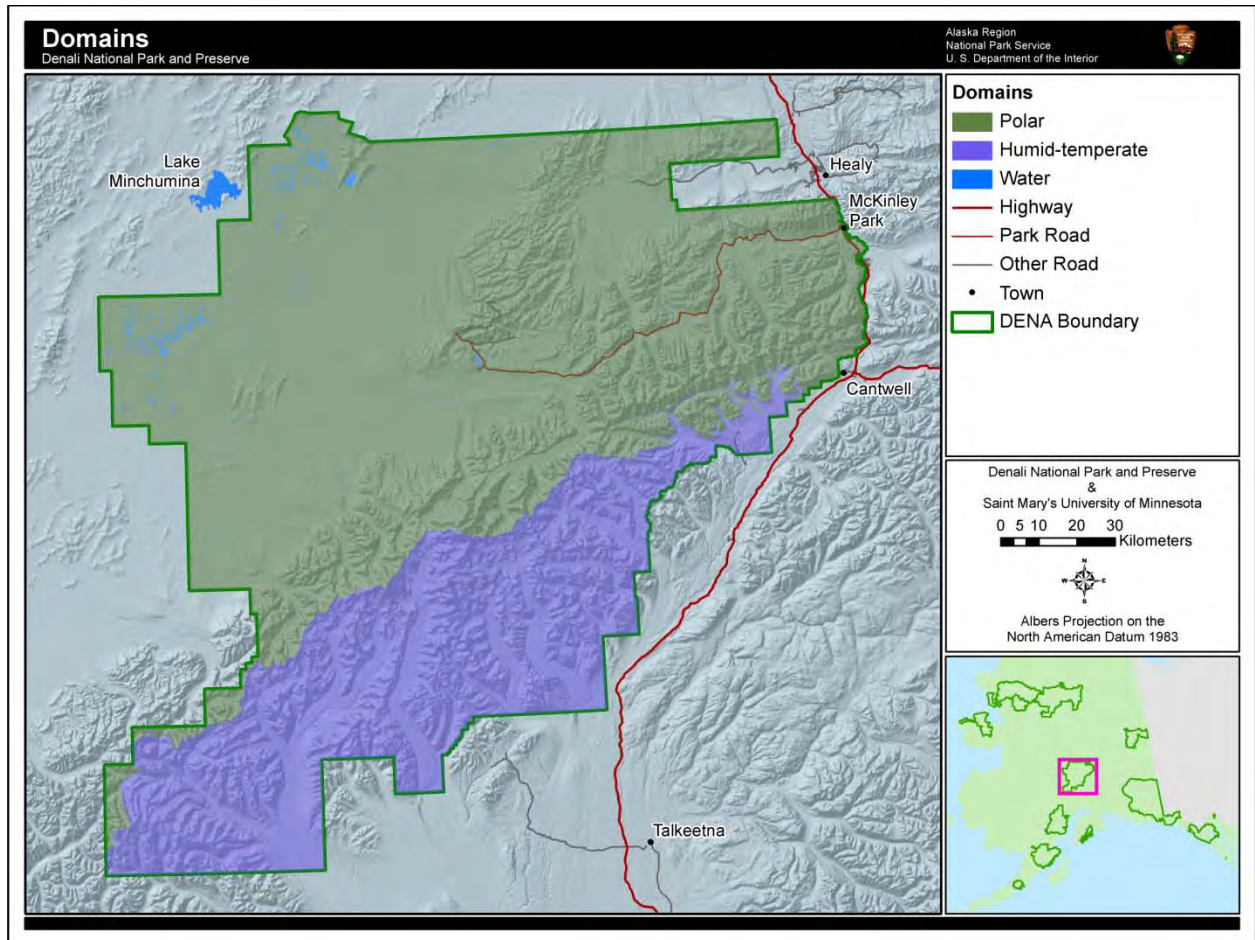 Domains
Denali National Park and Preserve
Alaska Region
National Park Service
U. S. Department of the Interior
Lake
Minchumina
Healy
McKinley
Park
Cantwell
Talkeetna
Domains
Polar
Humid-temperate
Water
Highway
Park Road
Other Road
Town
DENA Boundary
Denali National Park and Preserve
&
Saint Mary's University of Minnesota
0 5 10 20 30
Kilometers
N
W E
S
Albers Projection on the
North American Datum 1983